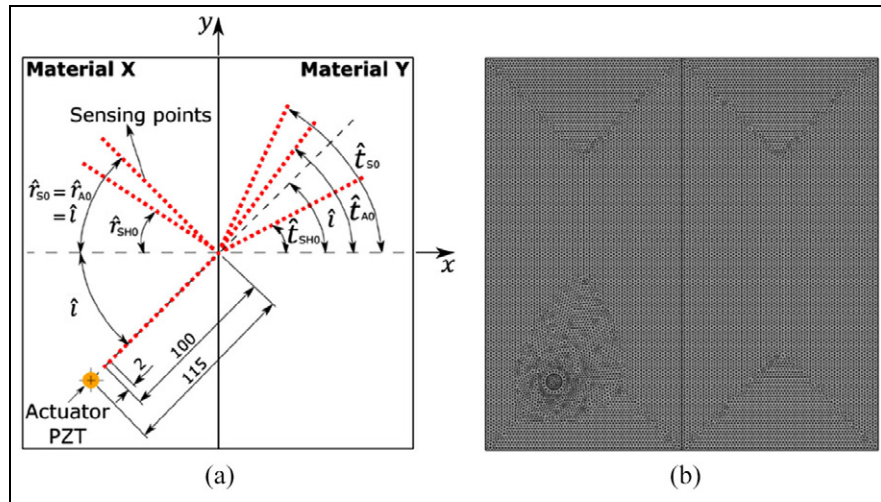 y
Material X
Material Y
Sensing points
t̂S0
r̂S0 = r̂A0
= î
r̂SH0
t̂SH0
î
t̂A0
x
î
2
100
115
Actuator
PZT
(a)
(b)